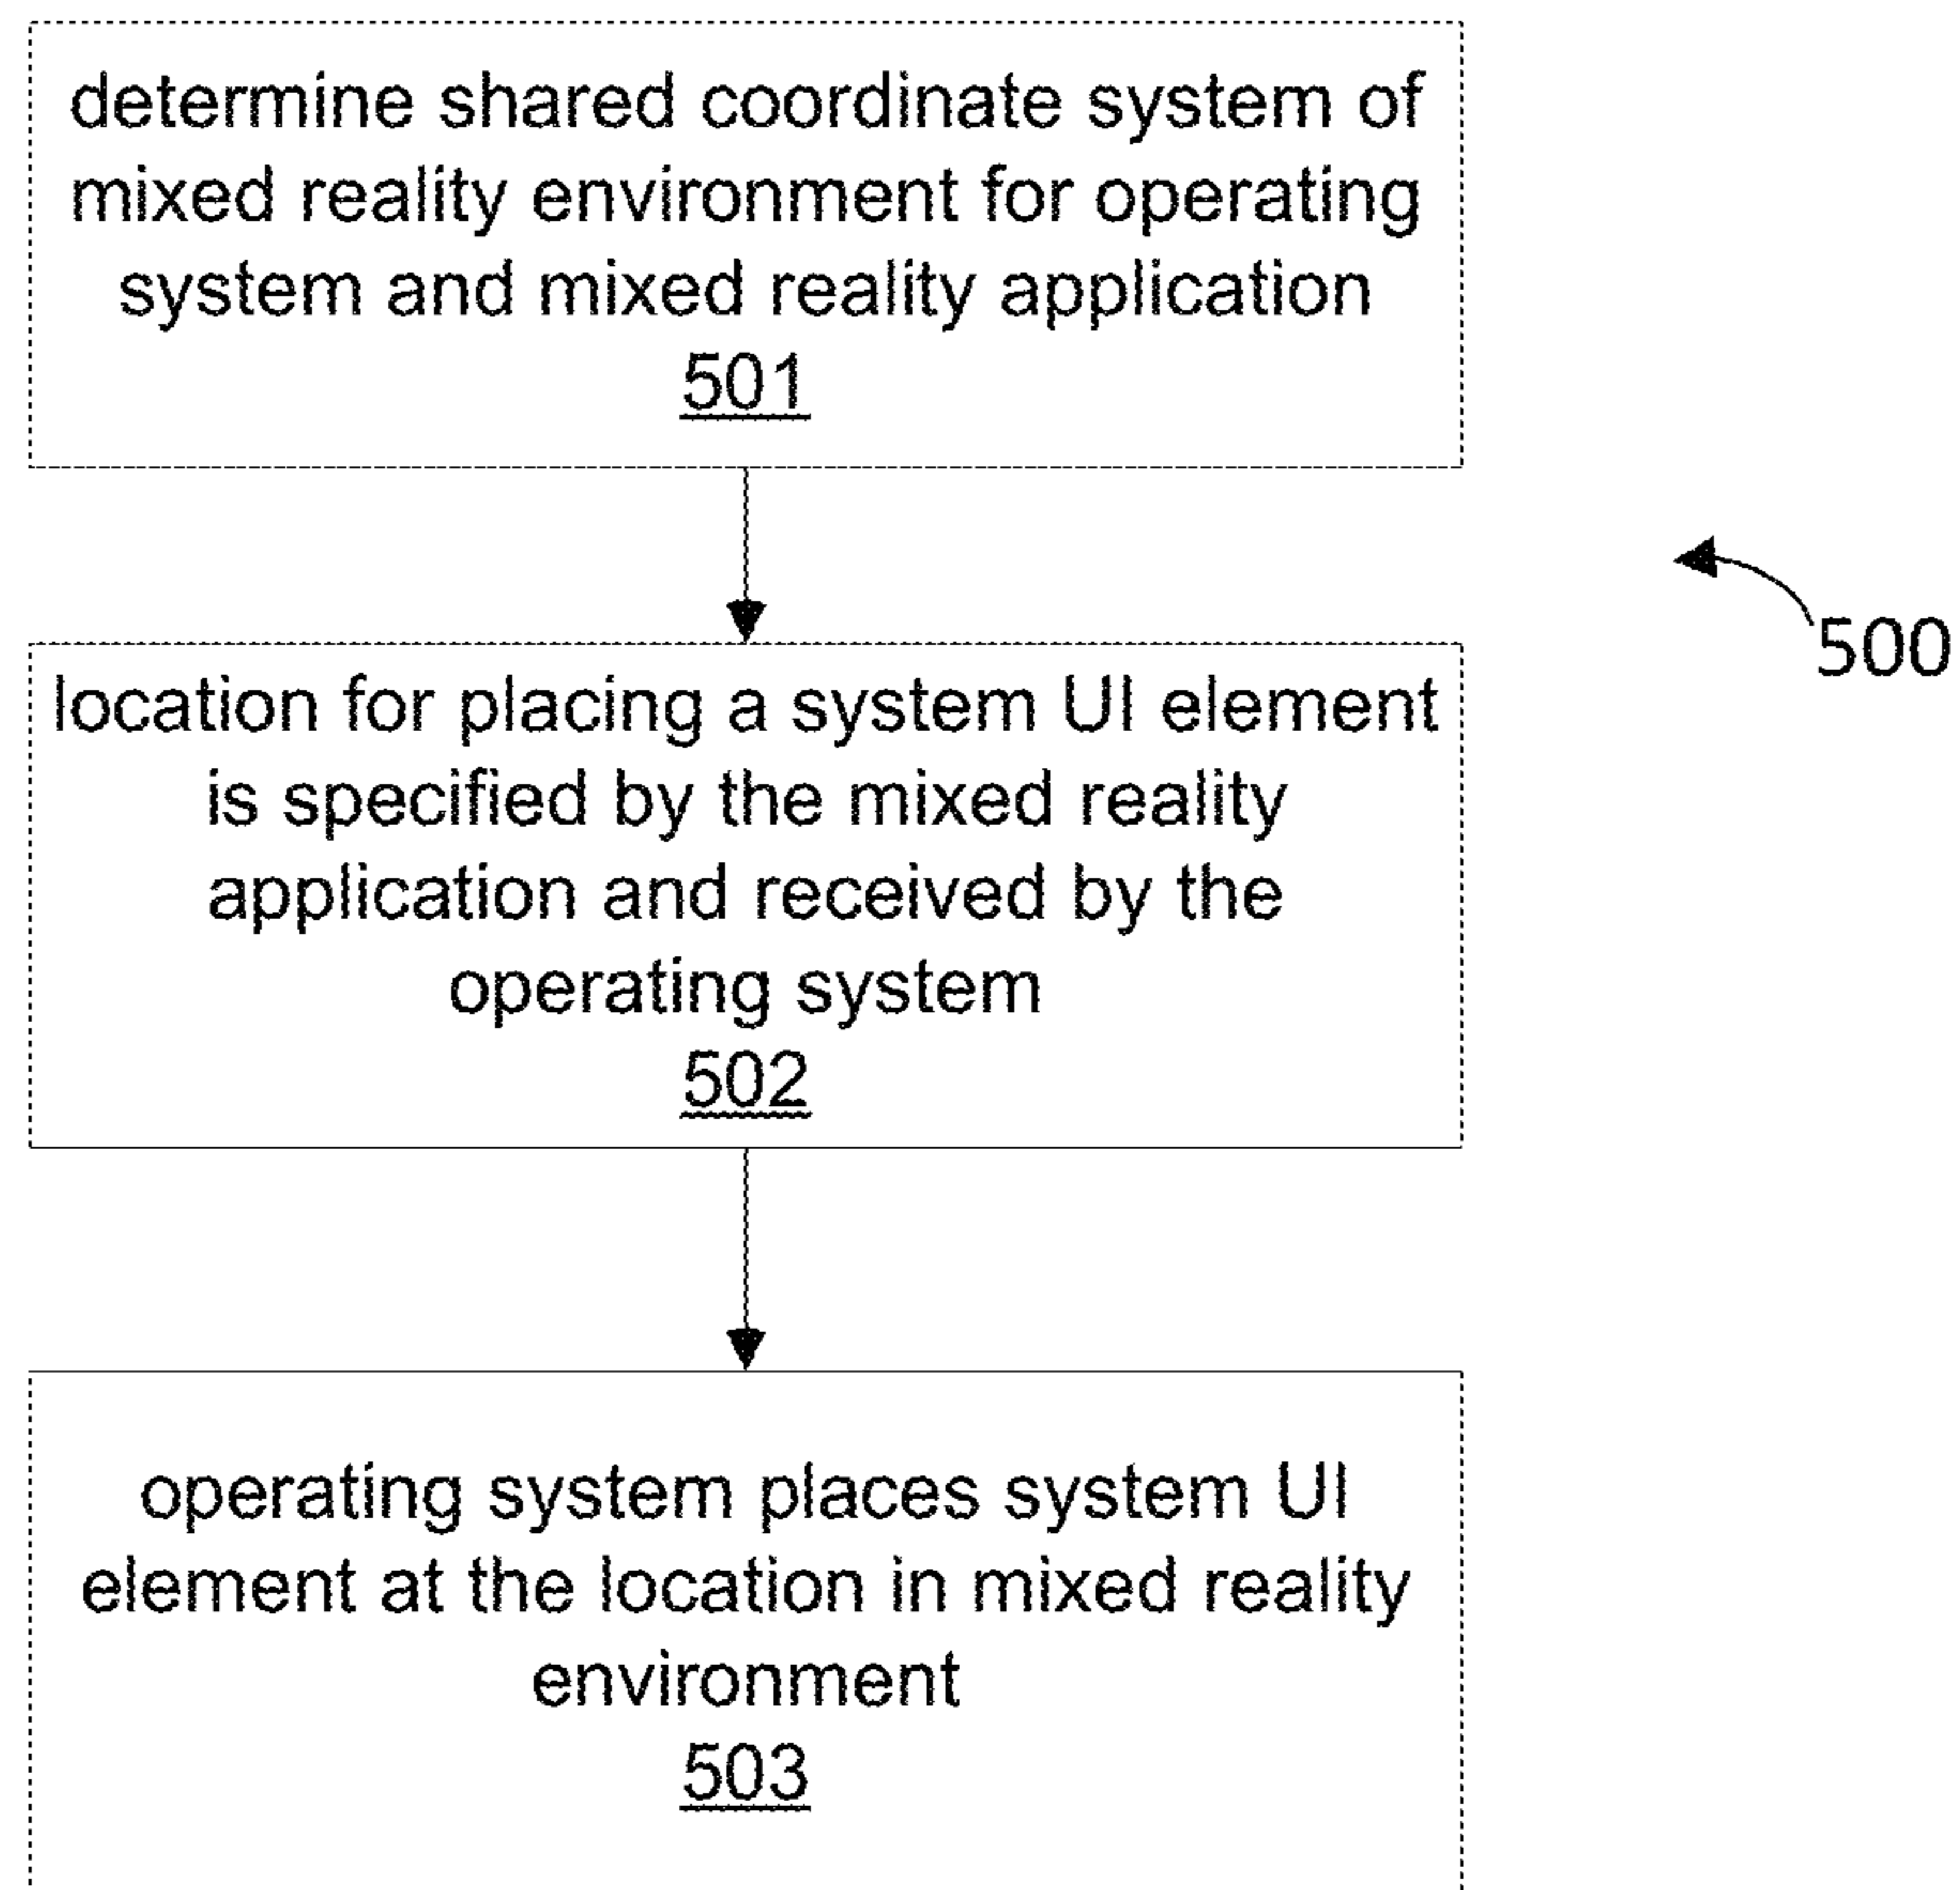 determine shared coordinate system of
mixed reality environment for operating
system and mixed reality application
501
500
location for placing a system UI element
is specified by the mixed reality
application and received by the
operating system
502
operating system places system UI
element at the location in mixed reality
environment
503